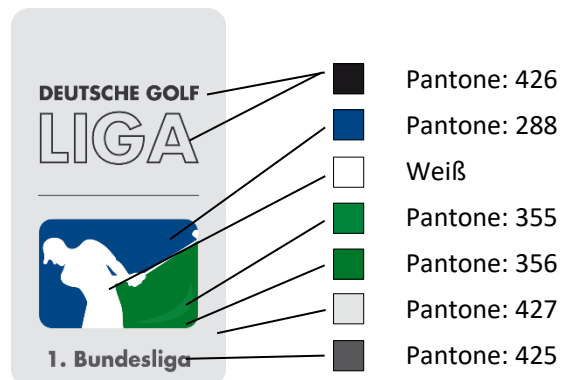 DEUTSCHE GOLF
LIGA
1. Bundesliga
Pantone: 426
Pantone: 288
Weiß
Pantone: 355
Pantone: 356
Pantone: 427
Pantone: 425